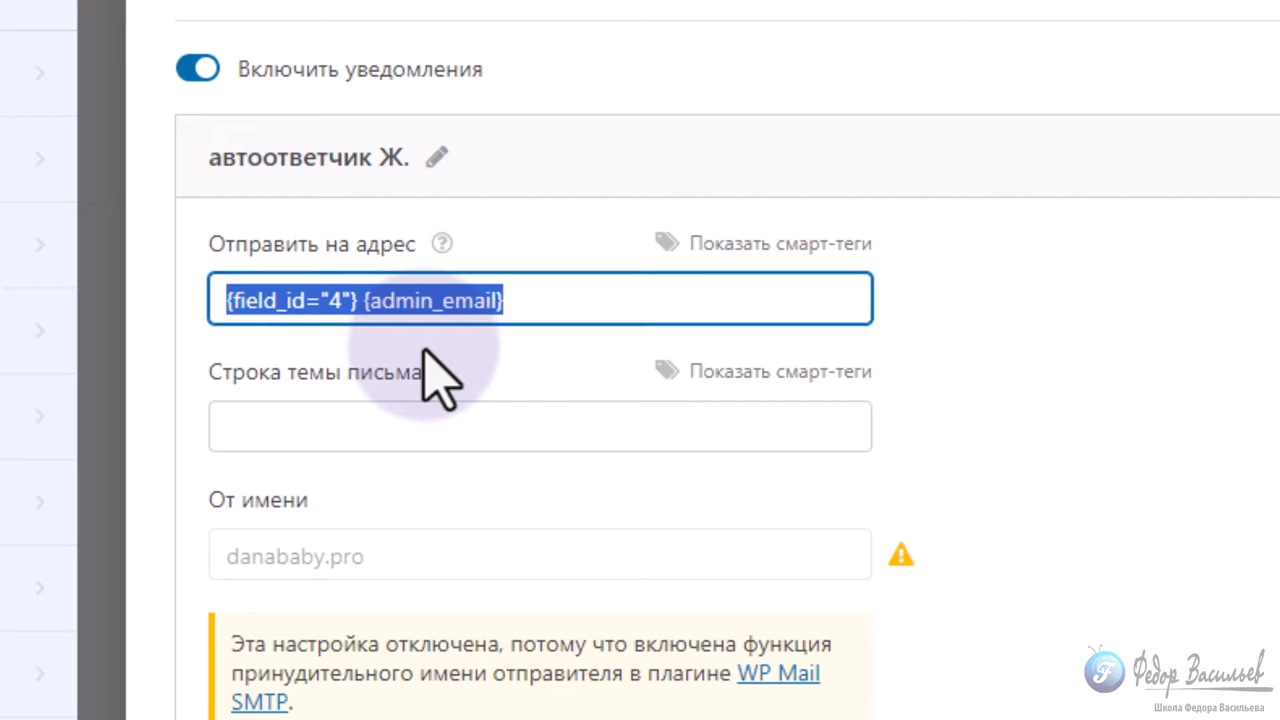 Включить уведомления
автоответчик Ж.
Отправить на адрес
Показать смарт-теги
{field_id="4"} {admin_email}
Строка темы письма
Показать смарт-теги
От имени
danababy.pro
Эта настройка отключена, потому что включена функция
принудительного имени отправителя в плагине WP Mail
SMTP.
Федор Васильев
Школа Федора Васильева